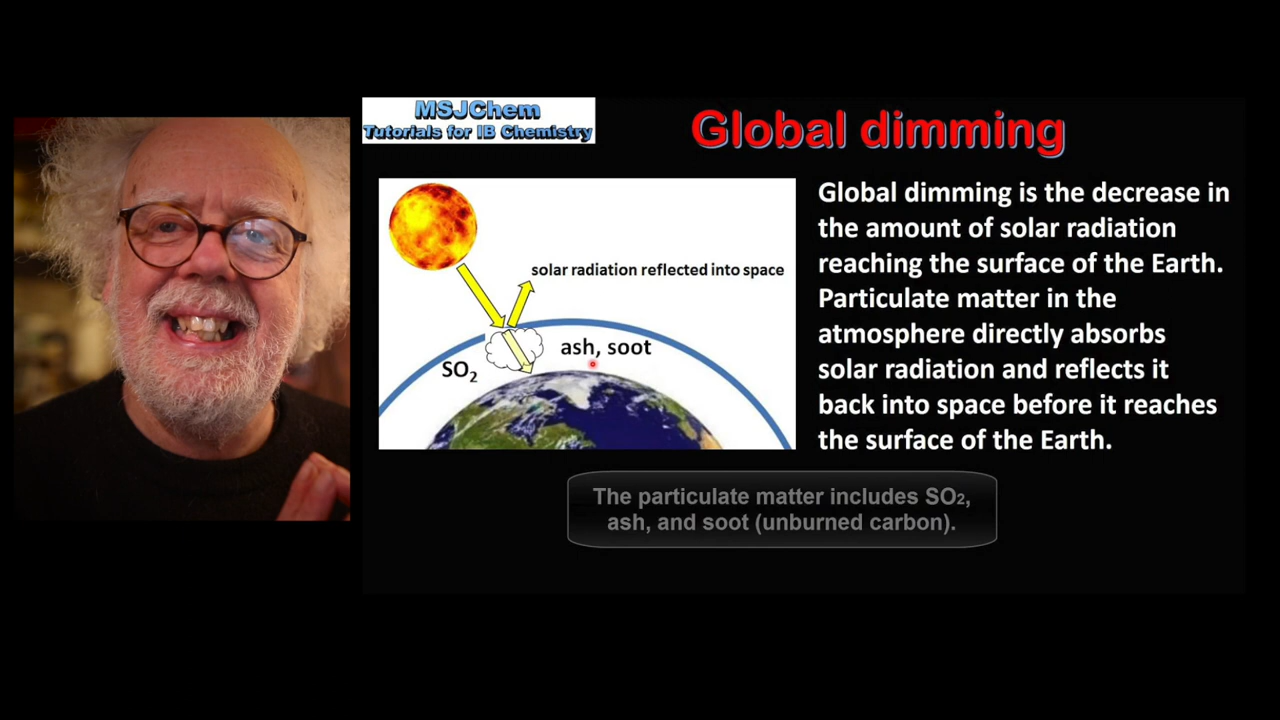 MSJChem
Tutorials for IB Chemistry
Global dimming
solar radiation reflected into space
ash, soot
SO₂
Global dimming is the decrease in
the amount of solar radiation
reaching the surface of the Earth.
Particulate matter in the
atmosphere directly absorbs
solar radiation and reflects it
back into space before it reaches
the surface of the Earth.
The particulate matter includes SO₂,
ash, and soot (unburned carbon).